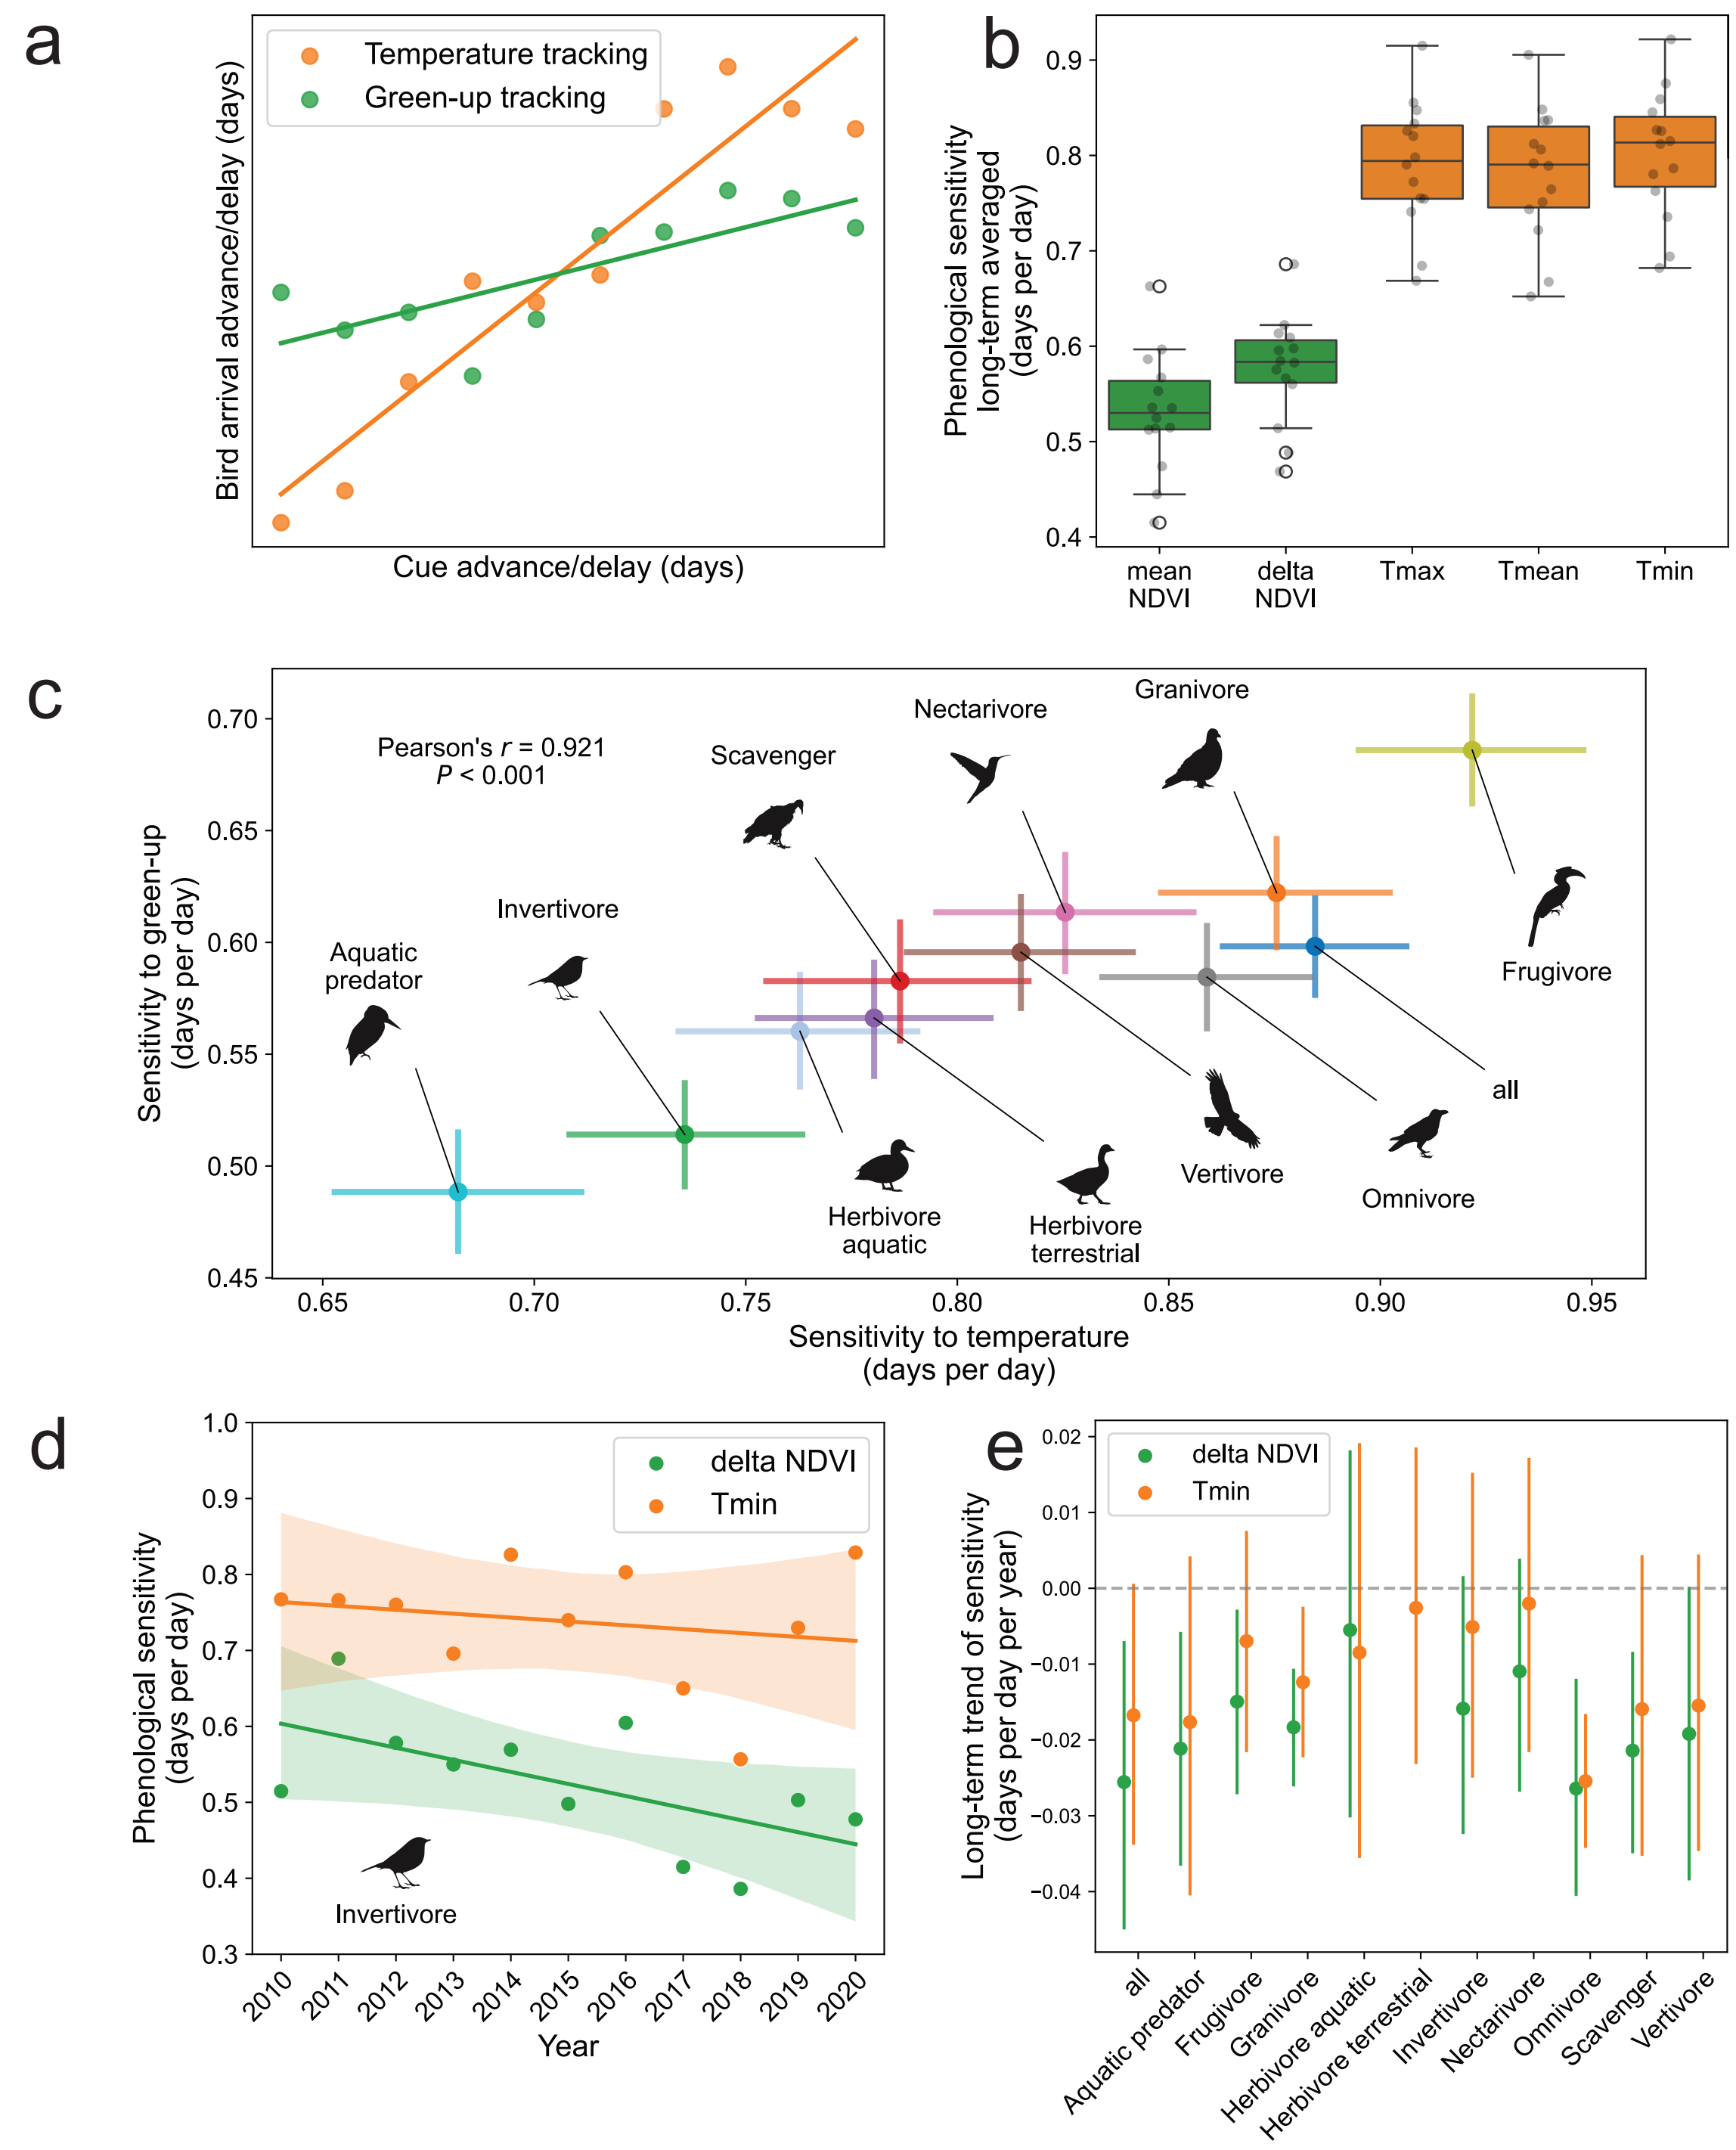 a
Temperature tracking
Green-up tracking
Bird arrival advance/delay (days)
Cue advance/delay (days)
b
Phenological sensitivity
long-term averaged
(days per day)
0.9
0.8
0.7
0.6
0.5
0.4
mean
NDVI
delta
NDVI
Tmax
Tmean
Tmin
c
Pearson's r = 0.921
P < 0.001
Sensitivity to green-up
(days per day)
0.70
0.65
0.60
0.55
0.50
0.45
Aquatic
predator
Invertivore
Scavenger
Nectarivore
Granivore
Frugivore
all
Omnivore
Vertivore
Herbivore
terrestrial
Herbivore
aquatic
0.65
0.70
0.75
0.80
0.85
0.90
0.95
Sensitivity to temperature
(days per day)
d
delta NDVI
Tmin
Phenological sensitivity
(days per day)
1.0
0.9
0.8
0.7
0.6
0.5
0.4
0.3
Invertivore
2010
2011
2012
2013
2014
2015
2016
2017
2018
2019
2020
Year
e
delta NDVI
Tmin
Long-term trend of sensitivity
(days per day per year)
0.02
0.01
0.00
−0.01
−0.02
−0.03
−0.04
all
Aquatic predator
Frugivore
Granivore
Herbivore aquatic
Herbivore terrestrial
Invertivore
Nectarivore
Omnivore
Scavenger
Vertivore